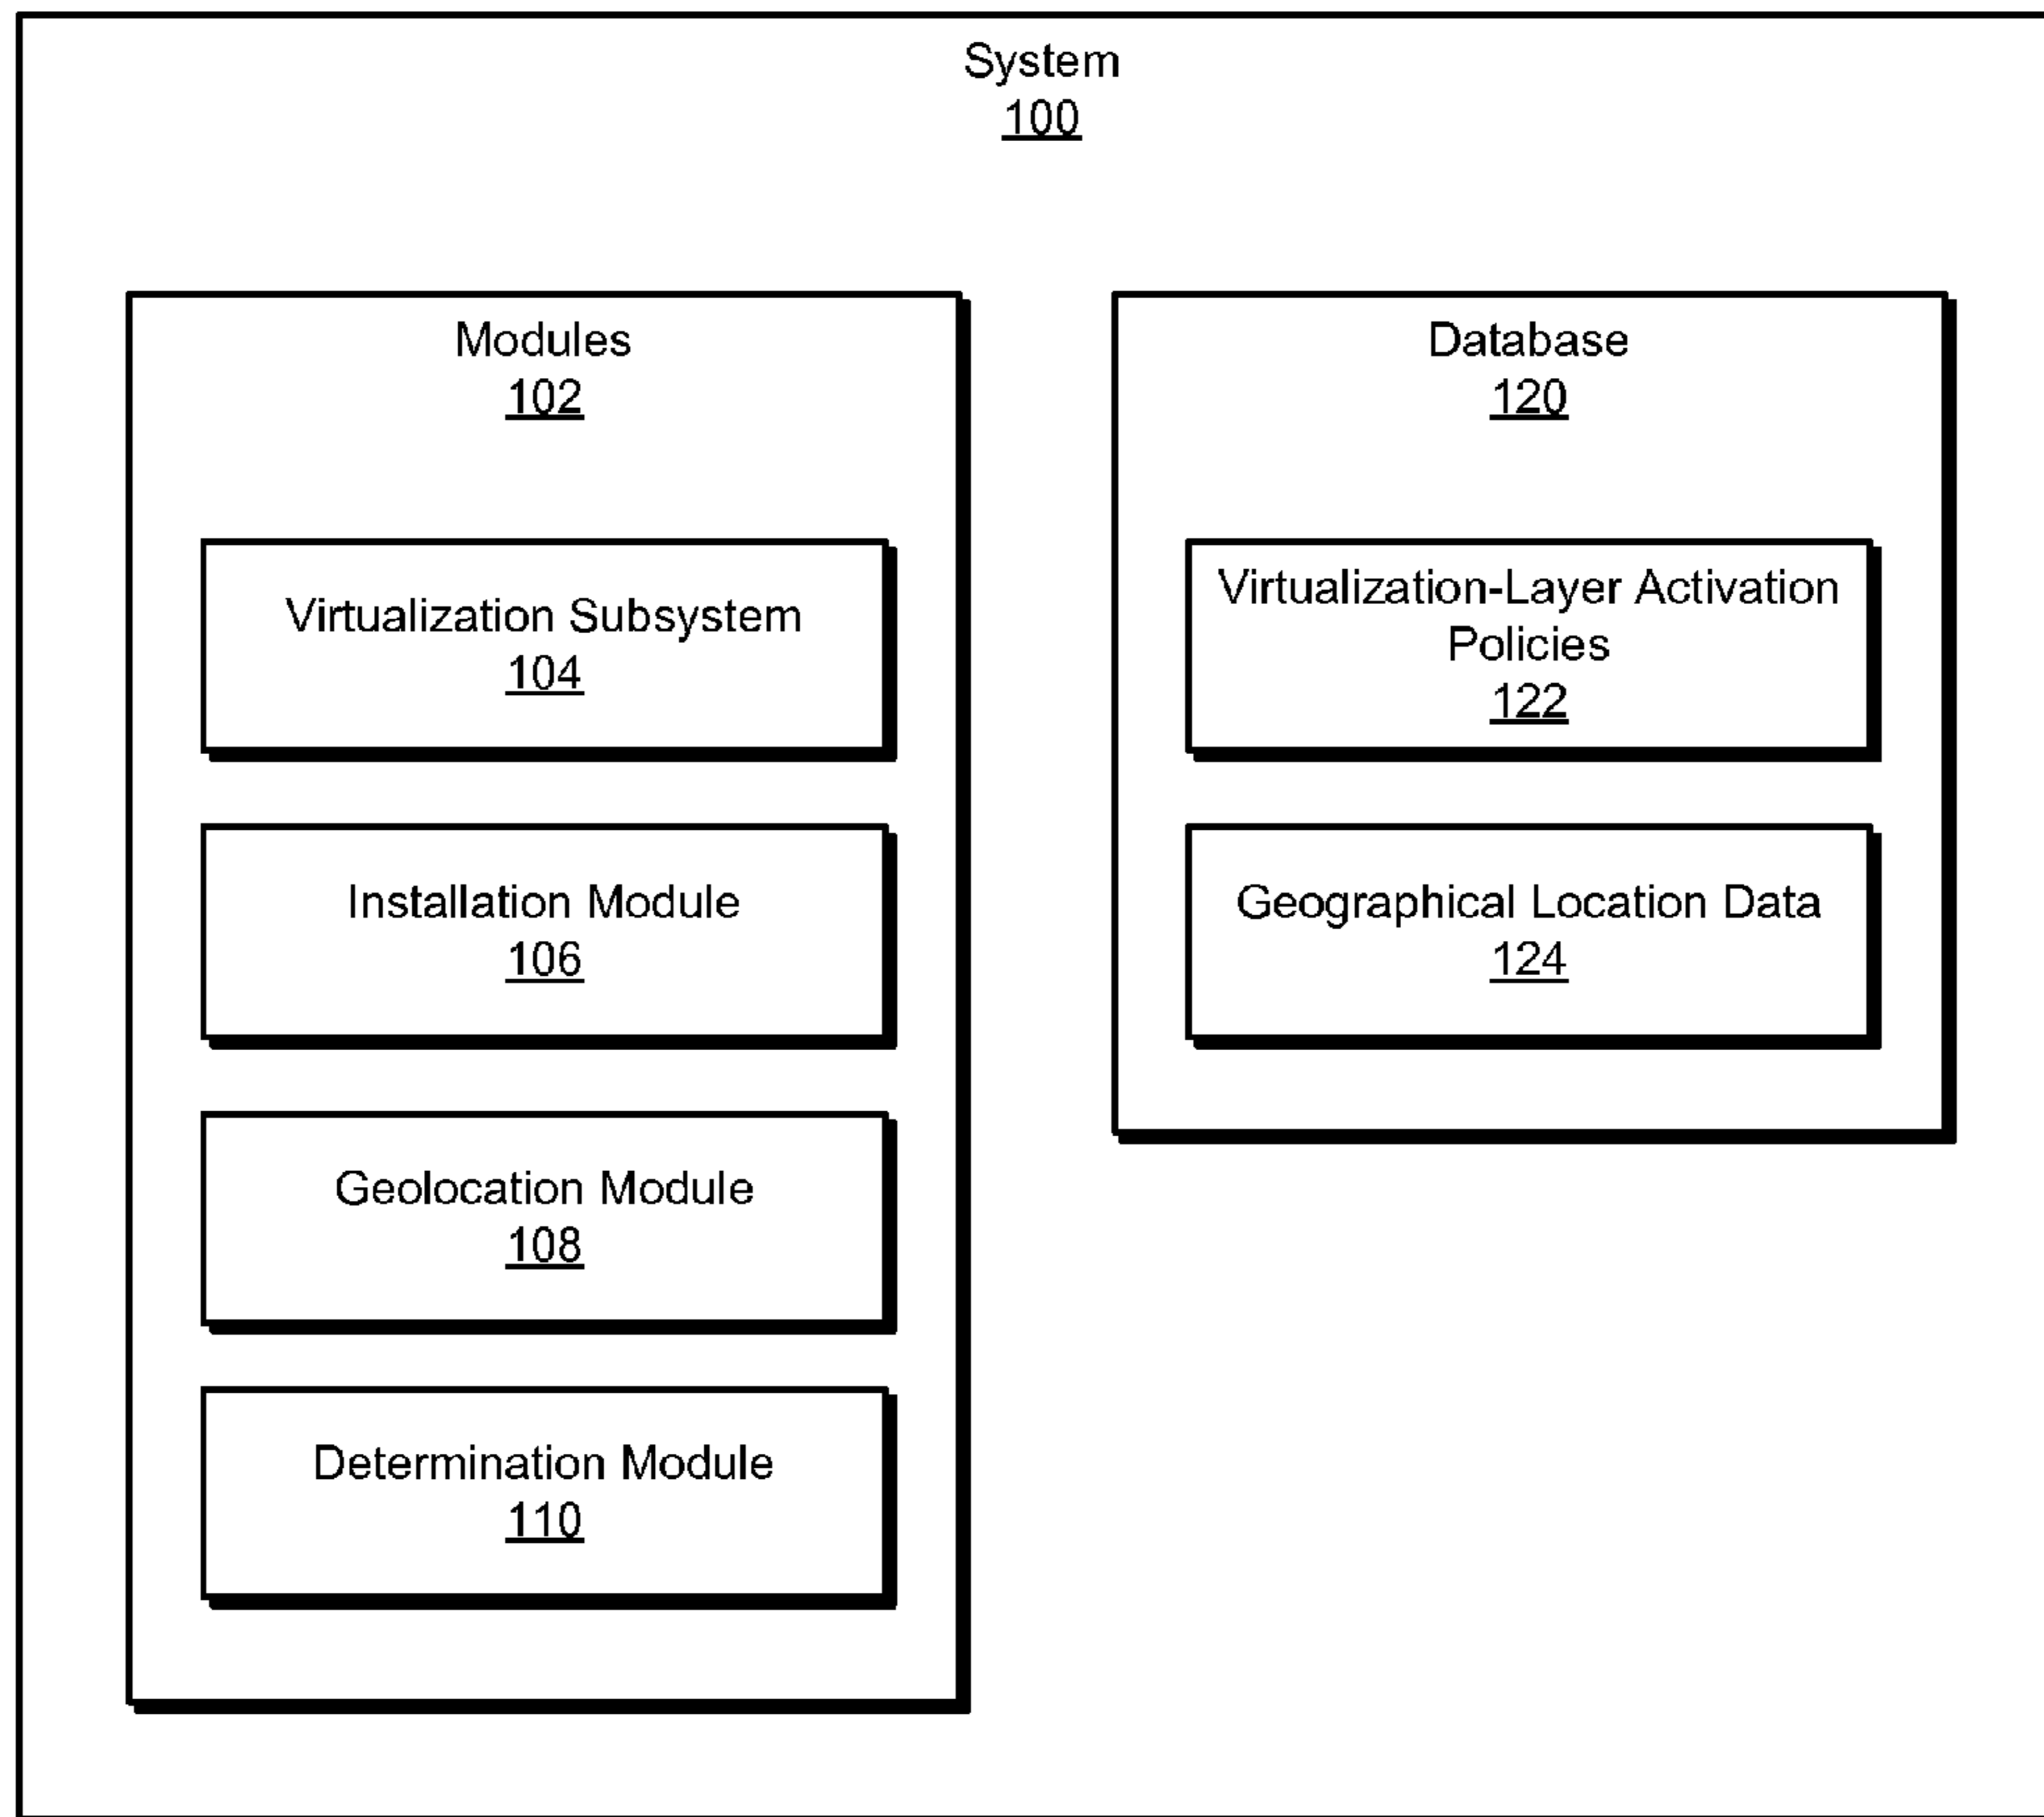 System
100
Modules
102
Virtualization Subsystem
104
Installation Module
106
Geolocation Module
108
Determination Module
110
Database
120
Virtualization-Layer Activation
Policies
122
Geographical Location Data
124